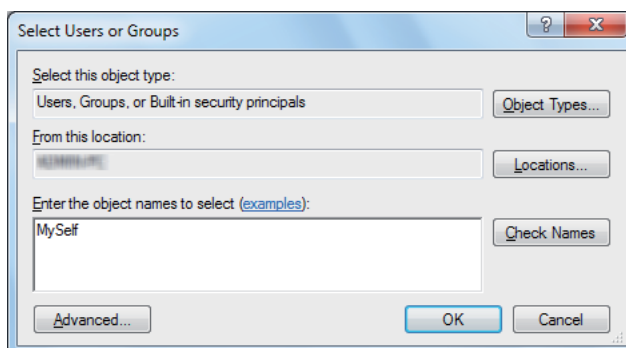 Select Users or Groups
Select this object type:
Users, Groups, or Built-in security principals
Object Types...
From this location:
Locations...
Enter the object names to select (examples):
MySelf
Check Names
Advanced...
OK
Cancel